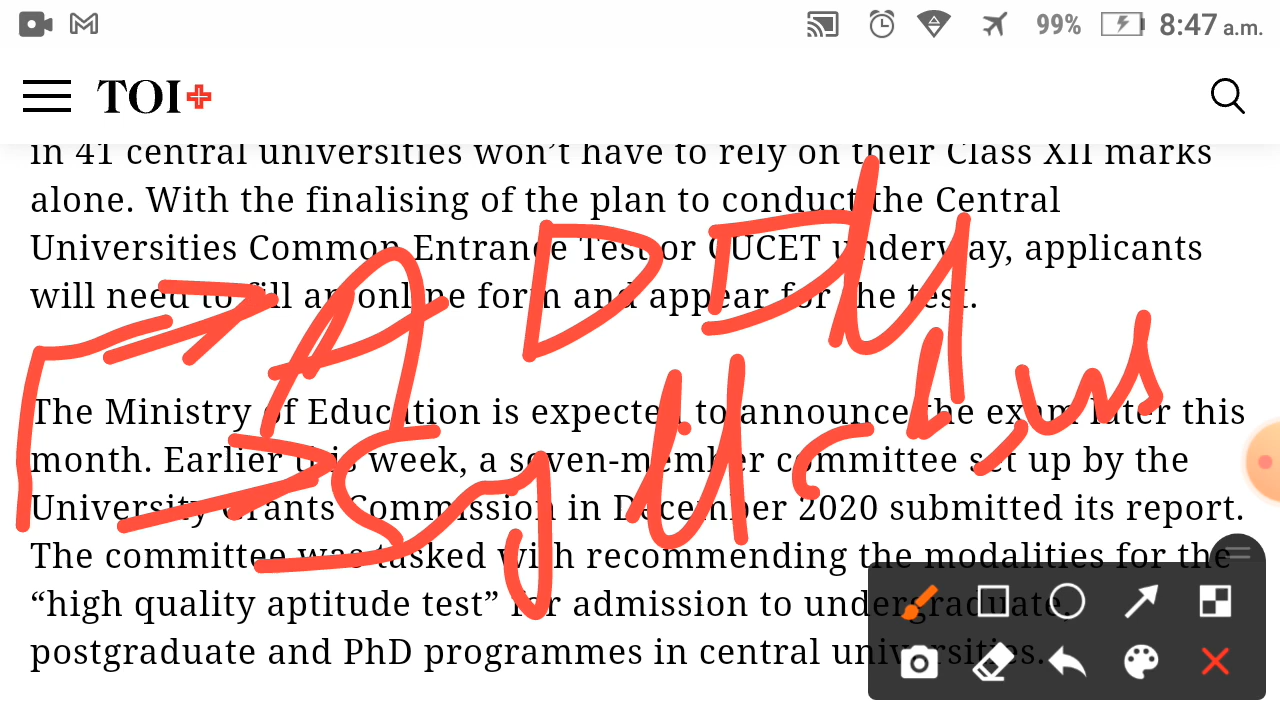 99% 8:47 a.m.
TOI+
in 41 central universities won’t have to rely on their Class XII marks
alone. With the finalising of the plan to conduct the Central
Universities Common Entrance Test or CUCET underway, applicants
will need to fill an online form and appear for the test.
The Ministry of Education is expected to announce the exam later this
month. Earlier this week, a seven-member committee set up by the
University Grants Commission in December 2020 submitted its report.
The committee was tasked with recommending the modalities for the
“high quality aptitude test” for admission to undergraduate,
postgraduate and PhD programmes in central universities.